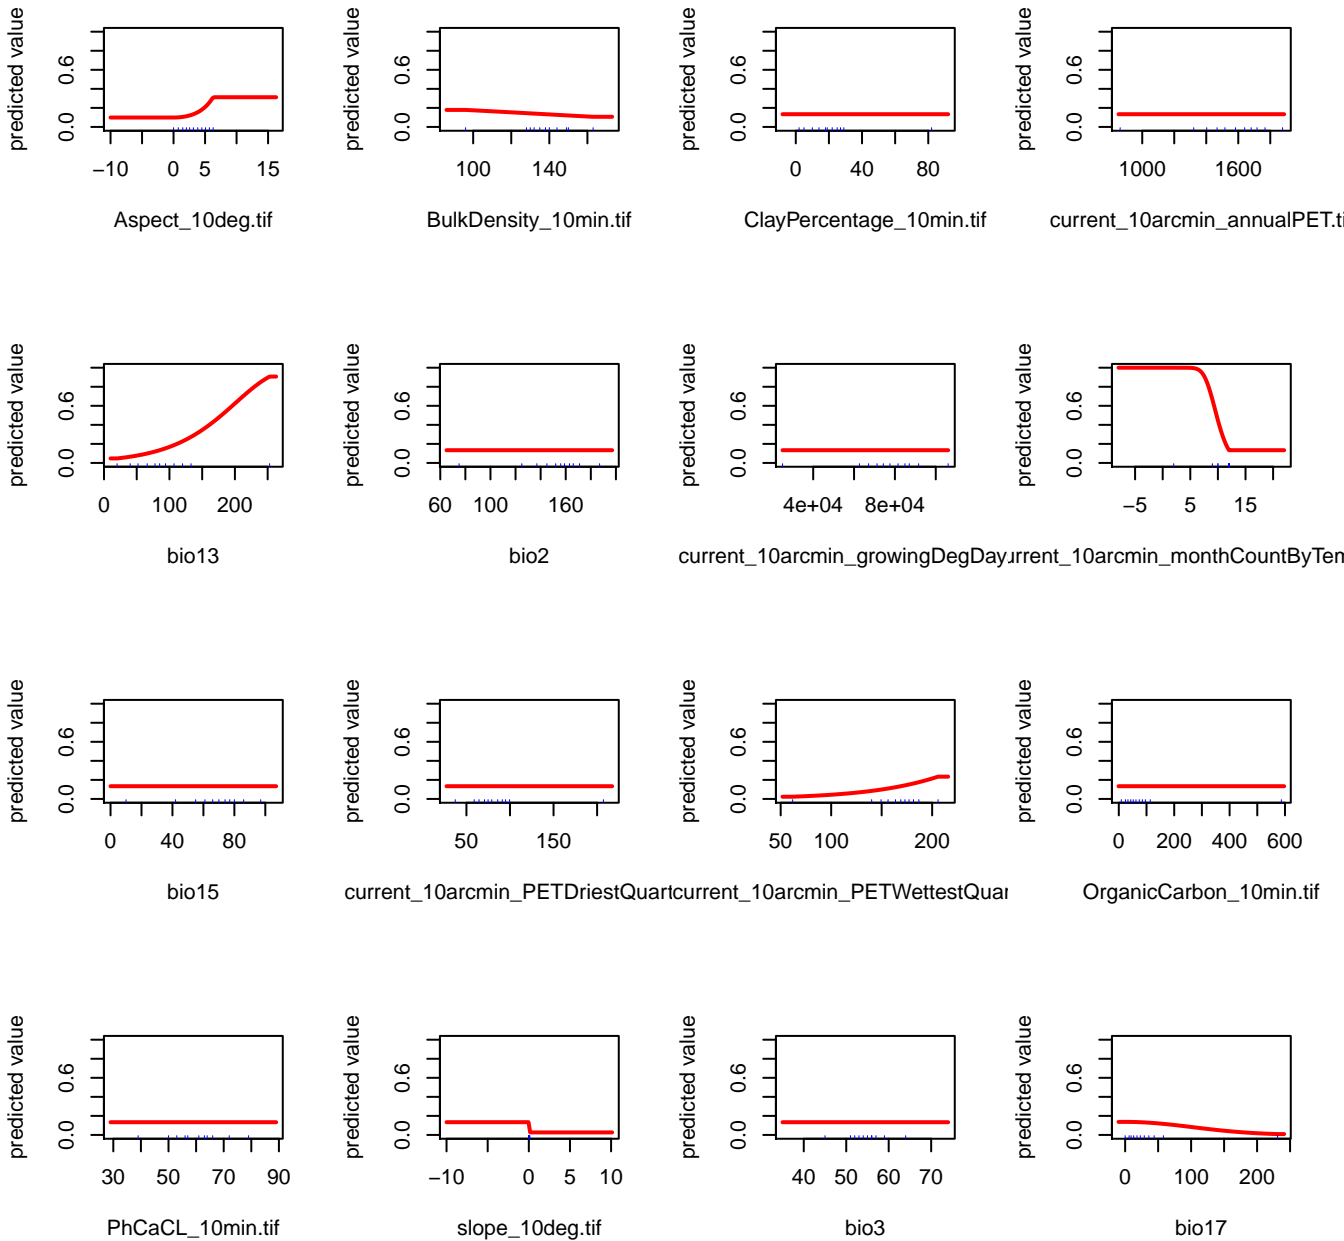 predicted value
0.0 0.6
−10 0 5 15
Aspect_10deg.tif
predicted value
0.0 0.6
100 140
BulkDensity_10min.tif
predicted value
0.0 0.6
0 40 80
ClayPercentage_10min.tif
predicted value
0.0 0.6
1000 1600
current_10arcmin_annualPET.ti
predicted value
0.0 0.6
0 100 200
bio13
predicted value
0.0 0.6
60 100 160
bio2
predicted value
0.0 0.6
4e+04 8e+04
current_10arcmin_growingDegDay
predicted value
0.0 0.6
−5 5 15
urrent_10arcmin_monthCountByTem
predicted value
0.0 0.6
0 40 80
bio15
predicted value
0.0 0.6
50 150
current_10arcmin_PETDriestQuart
predicted value
0.0 0.6
50 100 200
current_10arcmin_PETWettestQuar
predicted value
0.0 0.6
0 200 400 600
OrganicCarbon_10min.tif
predicted value
0.0 0.6
30 50 70 90
PhCaCL_10min.tif
predicted value
0.0 0.6
−10 0 5 10
slope_10deg.tif
predicted value
0.0 0.6
40 50 60 70
bio3
predicted value
0.0 0.6
0 100 200
bio17